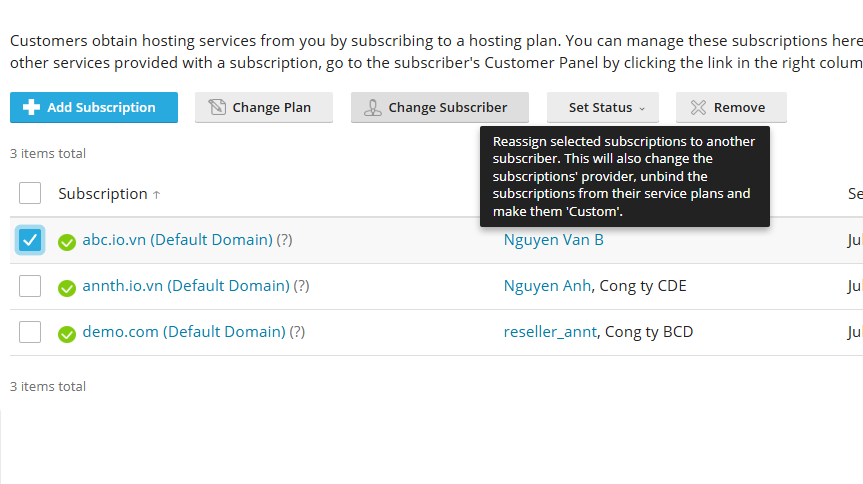 Customers obtain hosting services from you by subscribing to a hosting plan. You can manage these subscriptions here
other services provided with a subscription, go to the subscriber's Customer Panel by clicking the link in the right colum
Add Subscription Change Plan Change Subscriber Set Status Remove
Reassign selected subscriptions to another
subscriber. This will also change the
subscriptions' provider, unbind the
subscriptions from their service plans and
make them 'Custom'.
3 items total
Subscription ↑ Se
abc.io.vn (Default Domain) (?) Nguyen Van B Ju
annth.io.vn (Default Domain) (?) Nguyen Anh, Cong ty CDE Ju
demo.com (Default Domain) (?) reseller_annt, Cong ty BCD Ju
3 items total